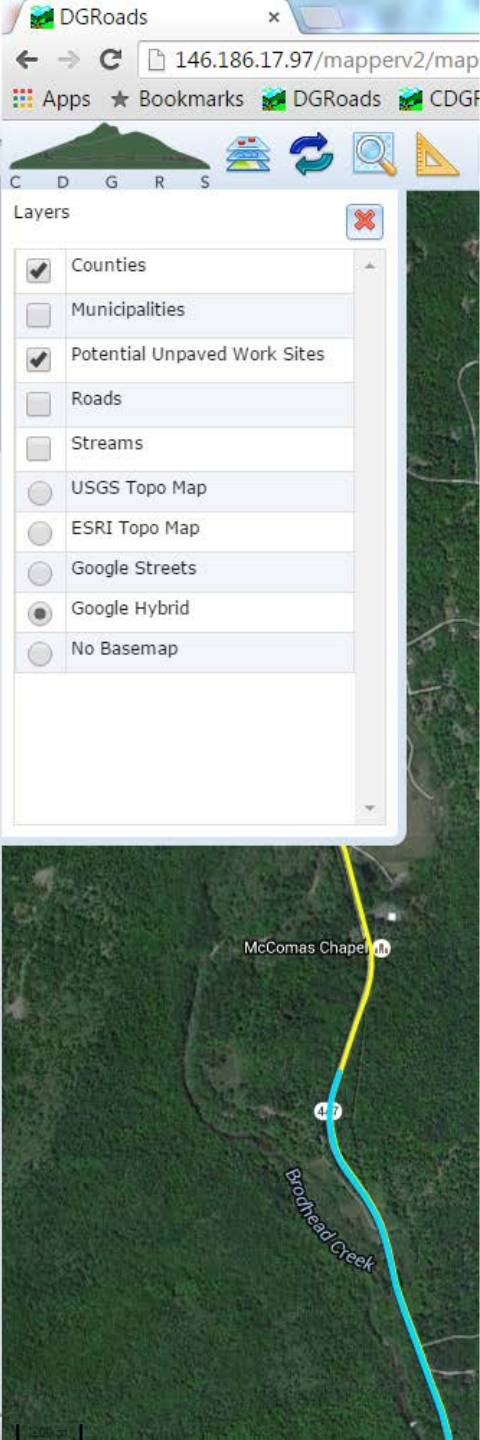 DGRoads
146.186.17.97/mapperv2/map
Apps Bookmarks DGRoads CDGF
C D G R S
Layers
Counties
Municipalities
Potential Unpaved Work Sites
Roads
Streams
USGS Topo Map
ESRI Topo Map
Google Streets
Google Hybrid
No Basemap
McComas Chapel
447
Brodhead Creek